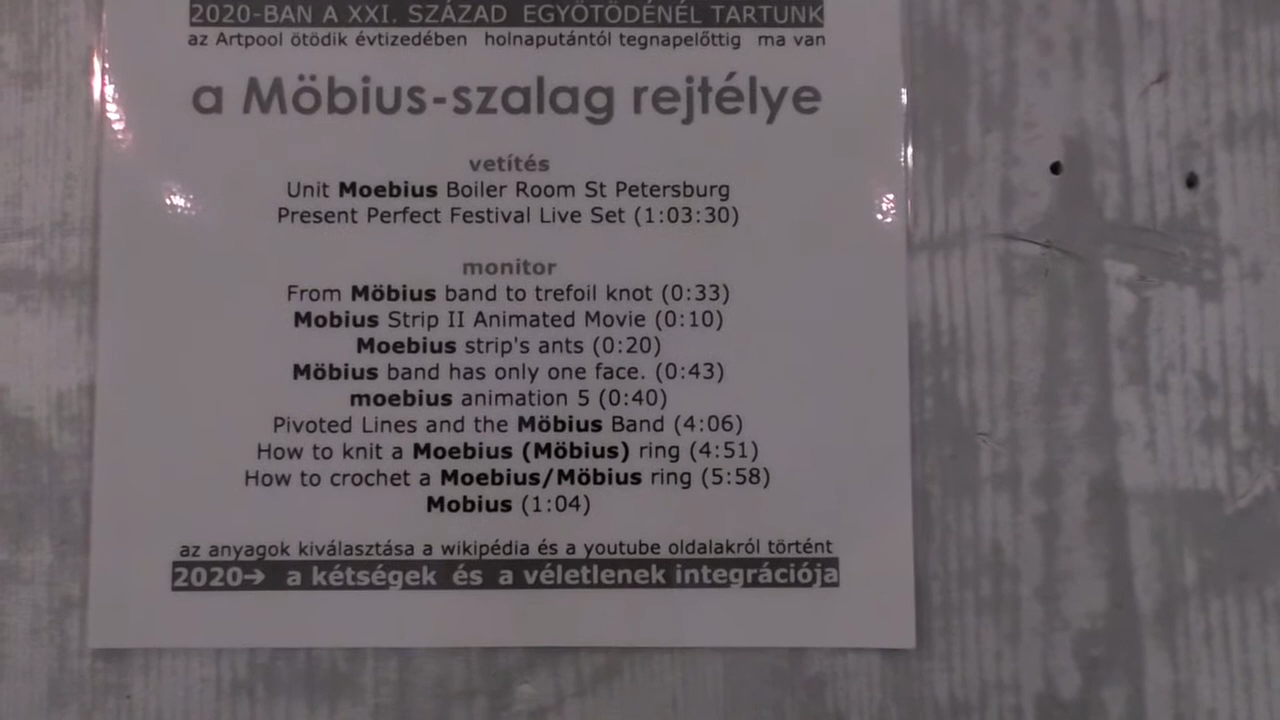 2020-BAN A XXI. SZÁZAD EGYÖTÖDÉNÉL TARTUNK
az Artpool ötödik évtizedében holnaputántól tegnapelőttig ma van
a Möbius-szalag rejtélye
vetítés
Unit Moebius Boiler Room St Petersburg
Present Perfect Festival Live Set (1:03:30)
monitor
From Möbius band to trefoil knot (0:33)
Mobius Strip II Animated Movie (0:10)
Moebius strip's ants (0:20)
Möbius band has only one face. (0:43)
moebius animation 5 (0:40)
Pivoted Lines and the Möbius Band (4:06)
How to knit a Moebius (Möbius) ring (4:51)
How to crochet a Moebius/Möbius ring (5:58)
Mobius (1:04)
az anyagok kiválasztása a wikipédia és a youtube oldalakról történt
2020→ a kétségek és a véletlenek integrációja